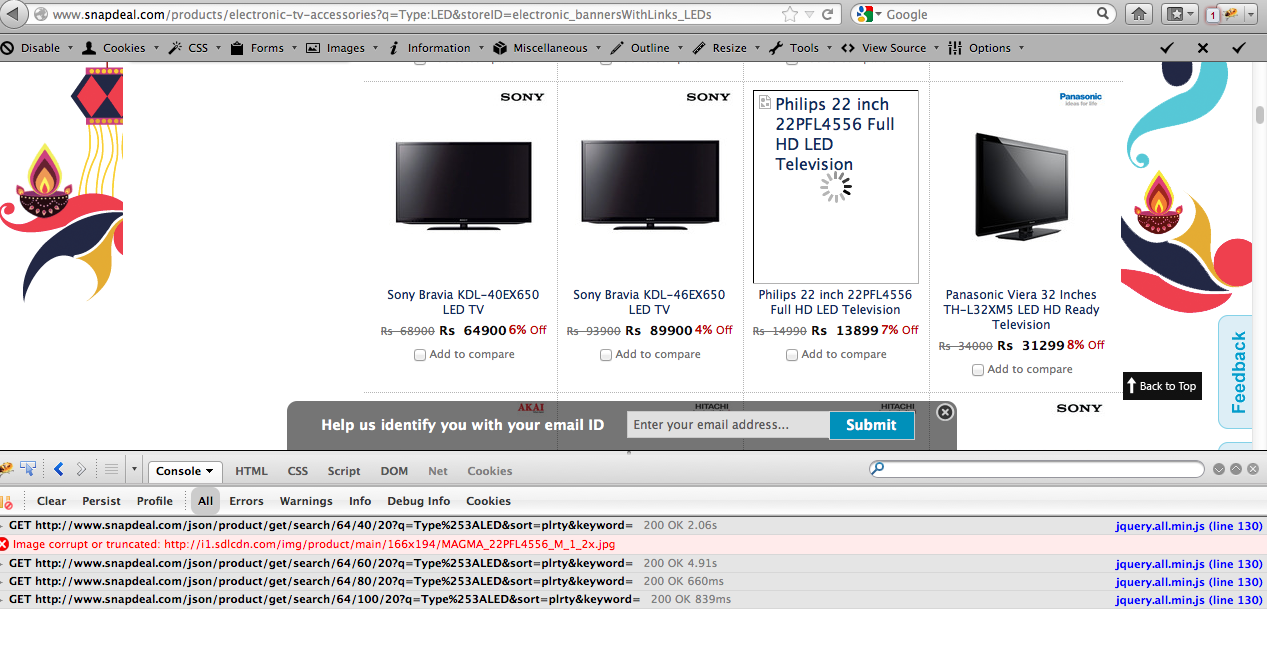 www.snapdeal.com/products/electronic-tv-accessories?q=Type:LED&storeID=electronic_bannersWithLinks_LEDs
Google
1
Disable
Cookies
CSS
Forms
Images
Information
Miscellaneous
Outline
Resize
Tools
View Source
Options
SONY
SONY
Philips 22 inch
22PFL4556 Full
HD LED
Television
Panasonic
ideas for life
Sony Bravia KDL-40EX650
LED TV
Rs 68900 Rs 64900 6% Off
Add to compare
Sony Bravia KDL-46EX650
LED TV
Rs 93900 Rs 89900 4% Off
Add to compare
Philips 22 inch 22PFL4556
Full HD LED Television
Rs 14990 Rs 13899 7% Off
Add to compare
Panasonic Viera 32 Inches
TH-L32XM5 LED HD Ready
Television
Rs 34000 Rs 31299 8% Off
Add to compare
Feedback
Back to Top
AKAI
HITACHI
HITACHI
SONY
Help us identify you with your email ID
Enter your email address...
Submit
Console
HTML
CSS
Script
DOM
Net
Cookies
Clear
Persist
Profile
All
Errors
Warnings
Info
Debug Info
Cookies
GET http://www.snapdeal.com/json/product/get/search/64/40/20?q=Type%253ALED&sort=plrty&keyword= 200 OK 2.06s jquery.all.min.js (line 130)
Image corrupt or truncated: http://i1.sdlcdn.com/img/product/main/166x194/MAGMA_22PFL4556_M_1_2x.jpg
GET http://www.snapdeal.com/json/product/get/search/64/60/20?q=Type%253ALED&sort=plrty&keyword= 200 OK 4.91s jquery.all.min.js (line 130)
GET http://www.snapdeal.com/json/product/get/search/64/80/20?q=Type%253ALED&sort=plrty&keyword= 200 OK 660ms jquery.all.min.js (line 130)
GET http://www.snapdeal.com/json/product/get/search/64/100/20?q=Type%253ALED&sort=plrty&keyword= 200 OK 839ms jquery.all.min.js (line 130)